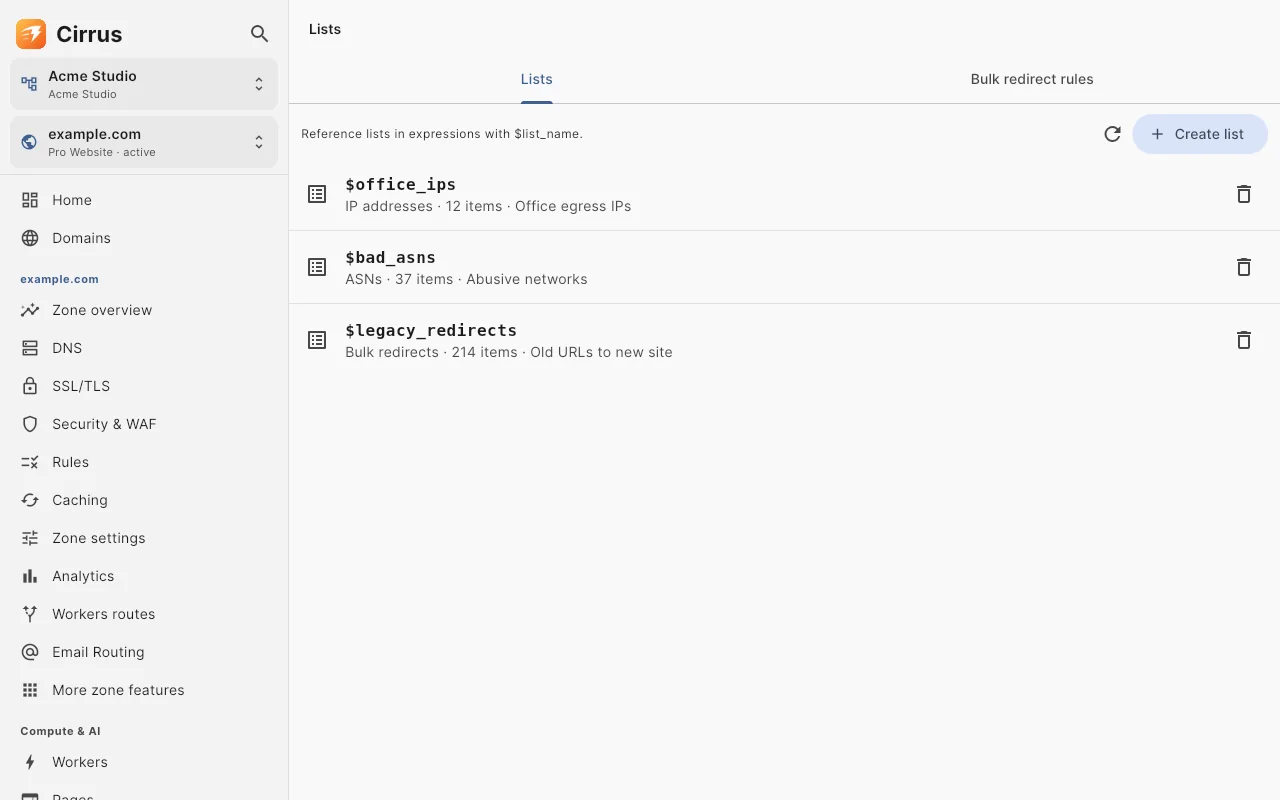 Cirrus
Acme Studio
Acme Studio
example.com
Pro Website · active
Home
Domains
example.com
Zone overview
DNS
SSL/TLS
Security & WAF
Rules
Caching
Zone settings
Analytics
Workers routes
Email Routing
More zone features
Compute & AI
Workers
Pages
Lists
Lists
Bulk redirect rules
Reference lists in expressions with $list_name.
Create list
$office_ips
IP addresses · 12 items · Office egress IPs
$bad_asns
ASNs · 37 items · Abusive networks
$legacy_redirects
Bulk redirects · 214 items · Old URLs to new site